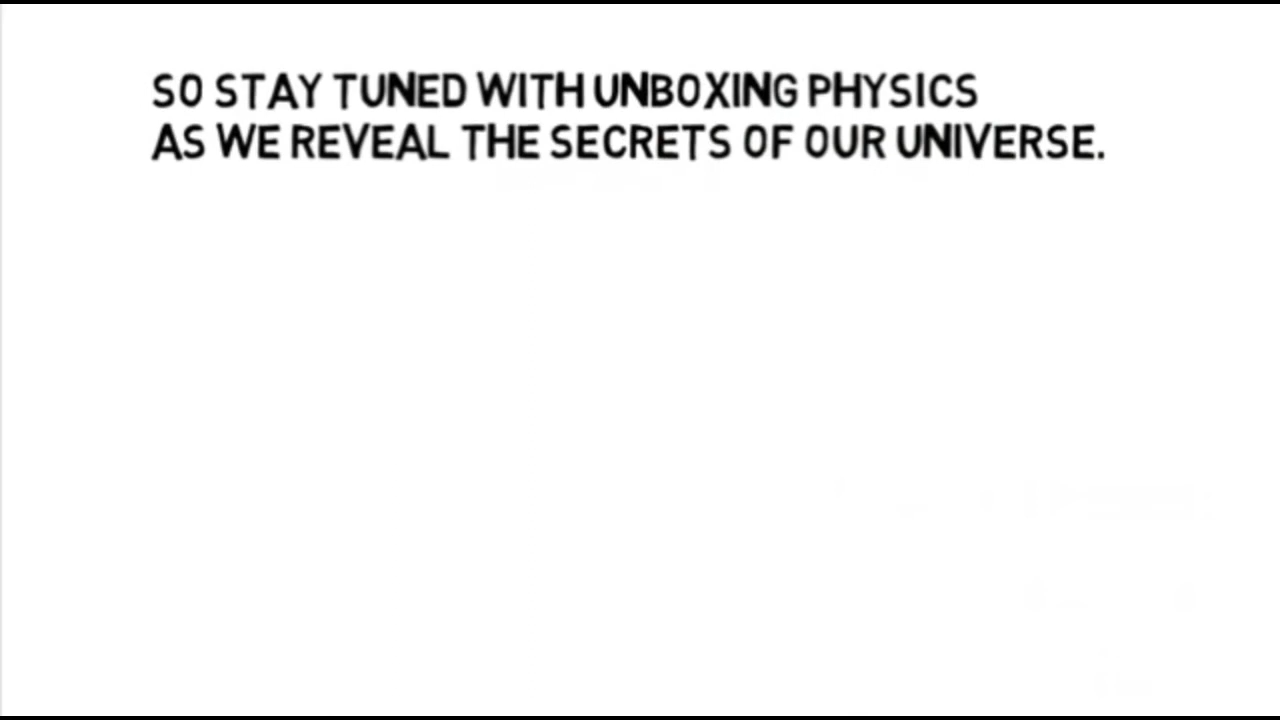 SO STAY TUNED WITH UNBOXING PHYSICS
AS WE REVEAL THE SECRETS OF OUR UNIVERSE.